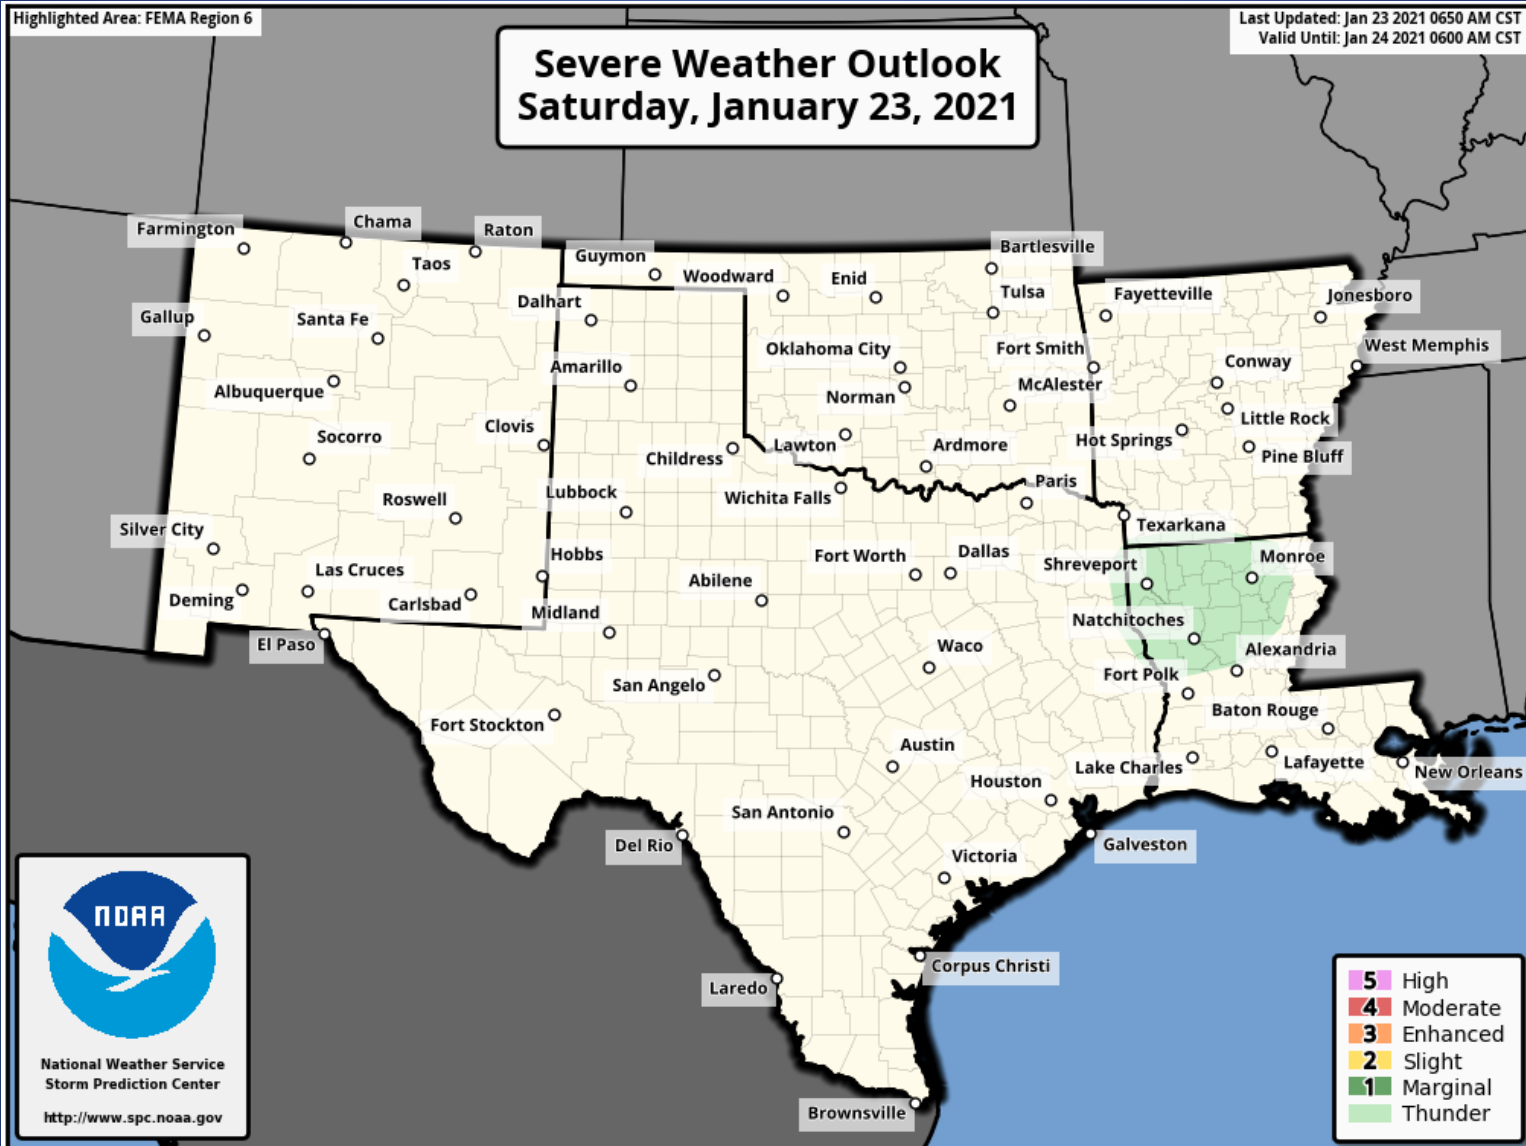 Highlighted Area: FEMA Region 6
Last Updated: Jan 23 2021 0650 AM CST
Valid Until: Jan 24 2021 0600 AM CST
Severe Weather Outlook
Saturday, January 23, 2021
Farmington
Chama
Raton
Taos
Guymon
Woodward
Enid
Bartlesville
Tulsa
Fayetteville
Jonesboro
Gallup
Santa Fe
Dalhart
Oklahoma City
Fort Smith
West Memphis
Amarillo
Conway
Albuquerque
Norman
McAlester
Socorro
Clovis
Lawton
Ardmore
Hot Springs
Little Rock
Childress
Pine Bluff
Roswell
Lubbock
Wichita Falls
Paris
Silver City
Texarkana
Las Cruces
Hobbs
Fort Worth
Dallas
Shreveport
Monroe
Abilene
Deming
Carlsbad
Midland
Natchitoches
El Paso
Waco
Alexandria
San Angelo
Fort Polk
Fort Stockton
Baton Rouge
Austin
Houston
Lake Charles
Lafayette
New Orleans
San Antonio
Del Rio
Galveston
Victoria
Corpus Christi
Laredo
Brownsville
NOAA
National Weather Service
Storm Prediction Center
http://www.spc.noaa.gov
5 High
4 Moderate
3 Enhanced
2 Slight
1 Marginal
Thunder